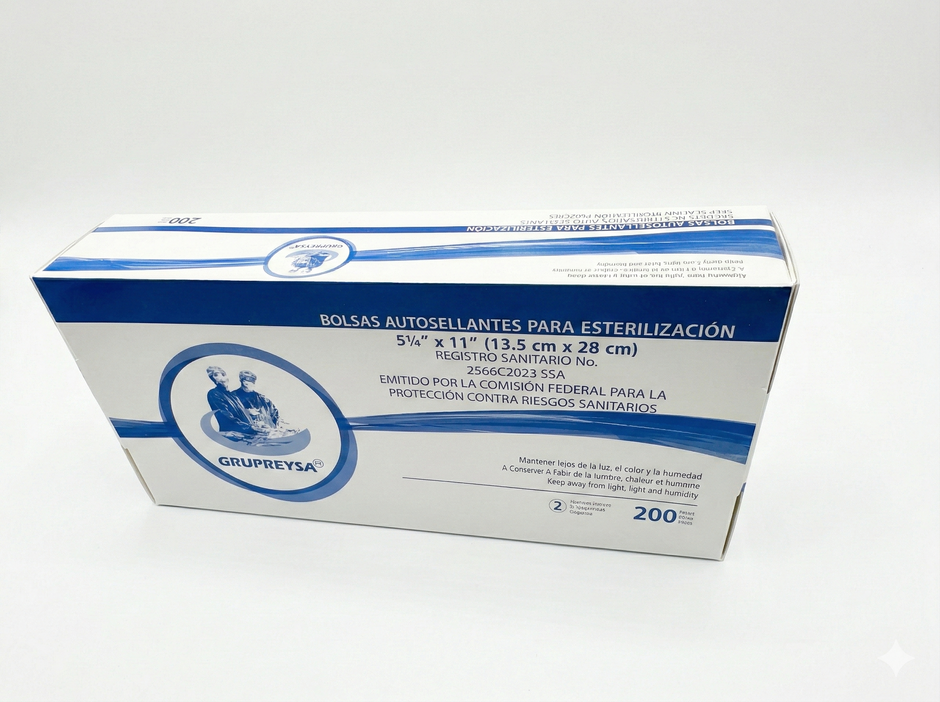 200
BOLSAS AUTOSELLANTES PARA ESTERILIZACIÓN
GRUPREYSA
BOLSAS AUTOSELLANTES PARA ESTERILIZACIÓN
5¼" x 11" (13.5 cm x 28 cm)
REGISTRO SANITARIO No.
2566C2023 SSA
EMITIDO POR LA COMISIÓN FEDERAL PARA LA
PROTECCIÓN CONTRA RIESGOS SANITARIOS
GRUPREYSA®
Mantener lejos de la luz, el color y la humedad
A Conserver A Fabir de la lumbre, chaleur et humnne
Keep away from light, light and humidity
2
200